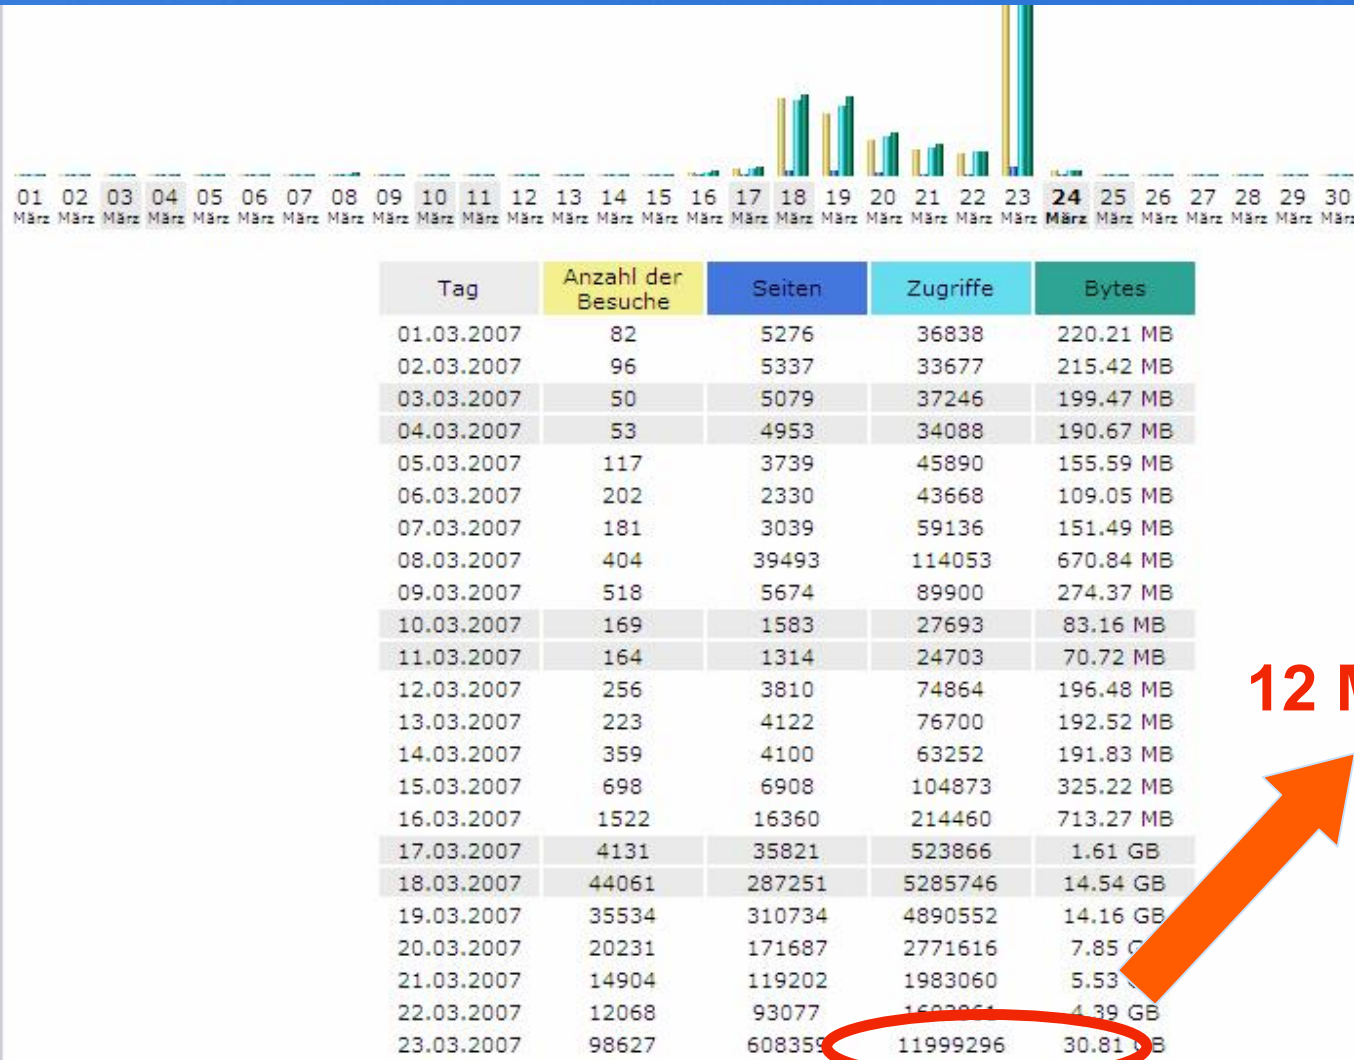 01 02 03 04 05 06 07 08 09 10 11 12 13 14 15 16 17 18 19 20 21 22 23 24 25 26 27 28 29 30
März März März März März März März März März März März März März März März März März März März März März März März März März März März März März März
Tag Anzahl der Besuche Seiten Zugriffe Bytes
01.03.2007 82 5276 36838 220.21 MB
02.03.2007 96 5337 33677 215.42 MB
03.03.2007 50 5079 37246 199.47 MB
04.03.2007 53 4953 34088 190.67 MB
05.03.2007 117 3739 45890 155.59 MB
06.03.2007 202 2330 43668 109.05 MB
07.03.2007 181 3039 59136 151.49 MB
08.03.2007 404 39493 114053 670.84 MB
09.03.2007 518 5674 89900 274.37 MB
10.03.2007 169 1583 27693 83.16 MB
11.03.2007 164 1314 24703 70.72 MB
12.03.2007 256 3810 74864 196.48 MB
13.03.2007 223 4122 76700 192.52 MB
14.03.2007 359 4100 63252 191.83 MB
15.03.2007 698 6908 104873 325.22 MB
16.03.2007 1522 16360 214460 713.27 MB
17.03.2007 4131 35821 523866 1.61 GB
18.03.2007 44061 287251 5285746 14.54 GB
19.03.2007 35534 310734 4890552 14.16 GB
20.03.2007 20231 171687 2771616 7.85
21.03.2007 14904 119202 1983060 5.53
22.03.2007 12068 93077 4.39 GB
23.03.2007 98627 608359 11999296 30.81 GB
12